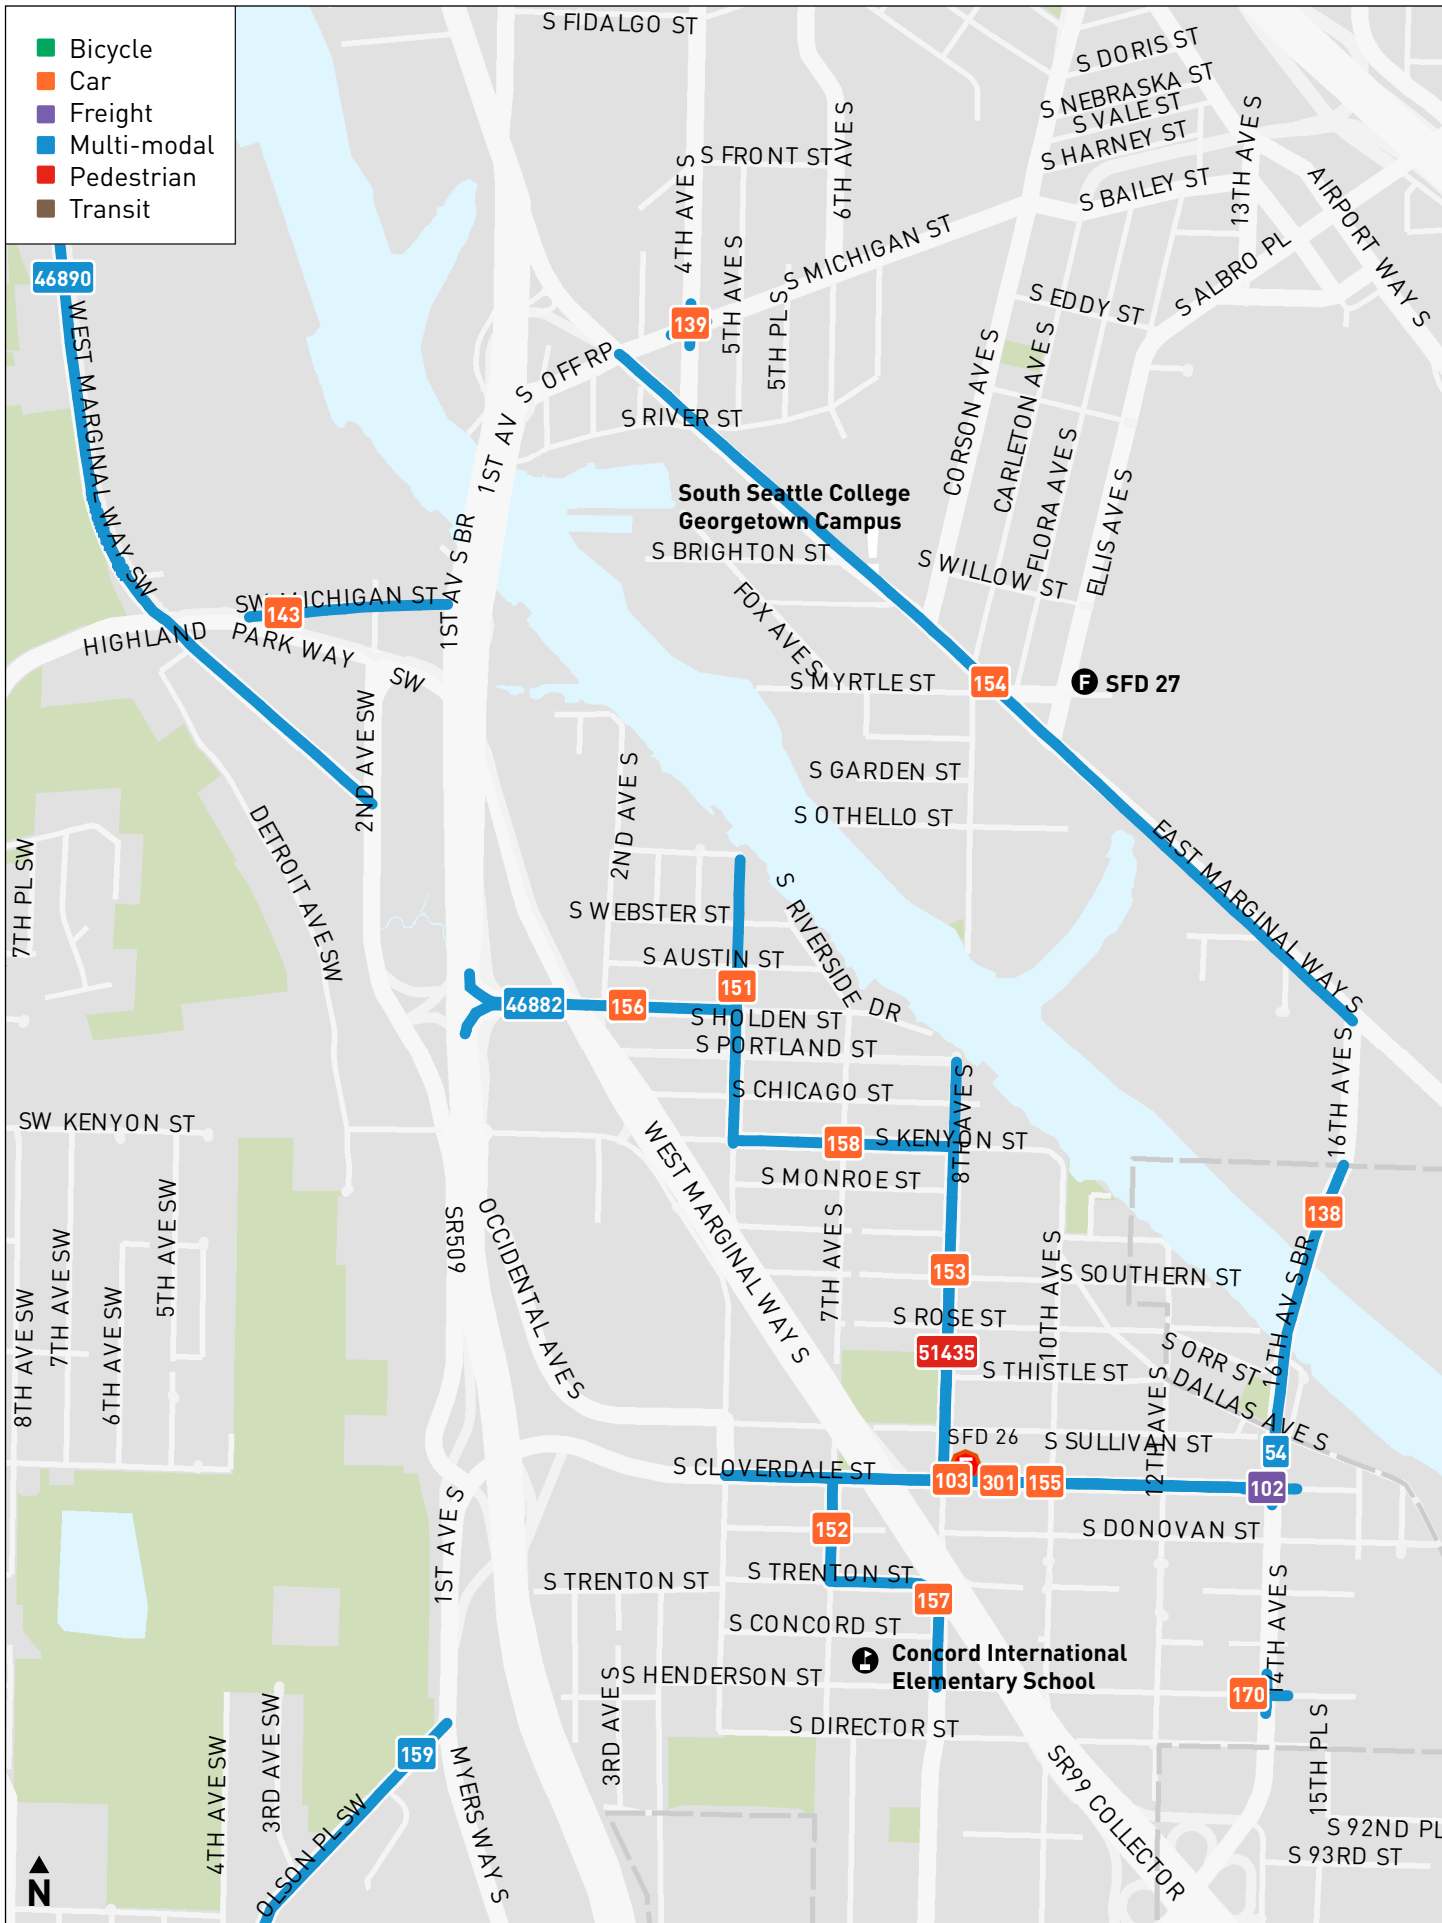 Bicycle
Car
Freight
Multi-modal
Pedestrian
Transit
S FIDALGO ST
S DORIS ST
S NEBRASKA ST
S VALE ST
S HARNEY ST
S BAILEY ST
13TH AVE S
AIRPORT WAY S
S ALBRO PL
S FRONT ST
6TH AVE S
4TH AVE S
5TH AVE S
5TH PL S
S MICHIGAN ST
S EDDY ST
46890
WEST MARGINAL WAY SW
139
1ST AV S OFF RP
S RIVER ST
CORSON AVE S
CARLETON AVE S
FLORA AVE S
ELLIS AVE S
South Seattle College
Georgetown Campus
S BRIGHTON ST
S WILLOW ST
FOX AVE S
1ST AV S BR
SW MICHIGAN ST
143
HIGHLAND PARK WAY SW
S MYRTLE ST
154
F
SFD 27
2ND AVE SW
2ND AVE S
S GARDEN ST
S OTHELLO ST
EAST MARGINAL WAY S
DETROIT AVE SW
7TH PL SW
S WEBSTER ST
S RIVERSIDE DR
S AUSTIN ST
151
46882
156
S HOLDEN ST
S PORTLAND ST
S CHICAGO ST
8TH AVE S
16TH AVE S
SW KENYON ST
158
S KENYON ST
WEST MARGINAL WAY S
S MONROE ST
138
7TH AVE S
SR509
OCCIDENTAL AVE S
5TH AVE SW
7TH AVE SW
6TH AVE SW
8TH AVE SW
153
10TH AVE S
S SOUTHERN ST
16TH AV S BR
S ROSE ST
51435
S THISTLE ST
S ORR ST
S DALLAS AVE S
12TH AVE S
SFD 26
S SULLIVAN ST
54
S CLOVERDALE ST
103
301
155
102
1ST AVE S
152
S DONOVAN ST
S TRENTON ST
S TRENTON ST
157
14TH AVE S
S CONCORD ST
Concord International
Elementary School
S HENDERSON ST
3RD AVE S
170
S DIRECTOR ST
159
3RD AVE SW
4TH AVE SW
MYERS WAY S
OLSON PL SW
SR99 COLLECTOR
15TH PL S
S 92ND PL
S 93RD ST
N